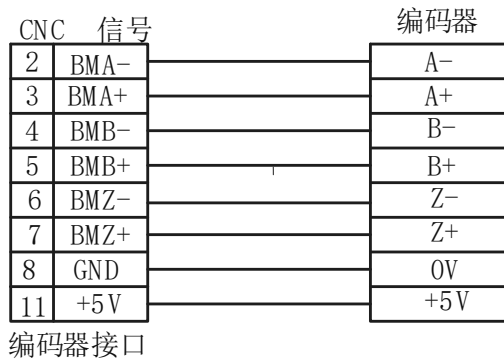 CNC 信号 编码器
2 BMA- A-
3 BMA+ A+
4 BMB- B-
5 BMB+ B+
6 BMZ- Z-
7 BMZ+ Z+
8 GND 0V
11 +5V +5V
编码器接口